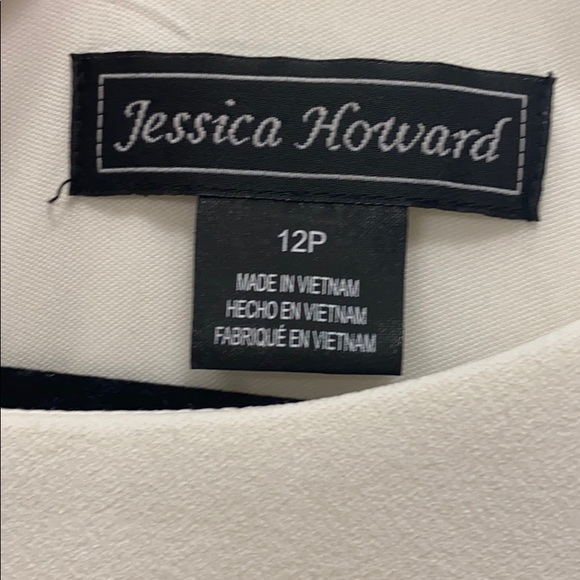 Jessica Howard
12P
MADE IN VIETNAM
HECHO EN VIETNAM
FABRIQUÉ EN VIETNAM